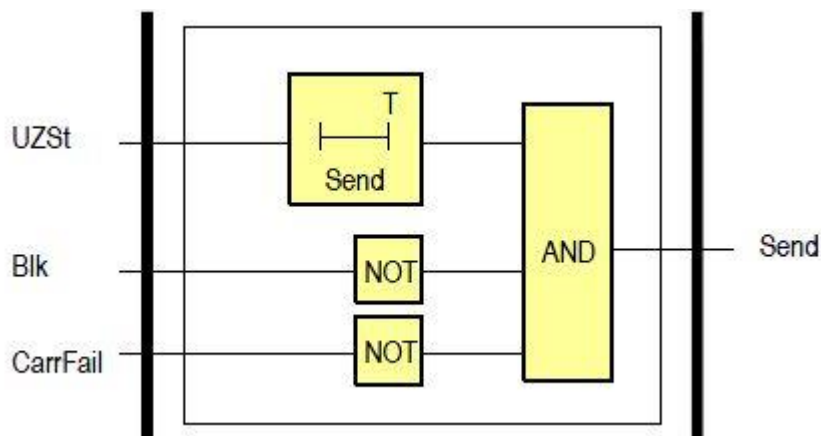 UZSt
T
Send
Blk
NOT
AND
Send
CarrFail
NOT